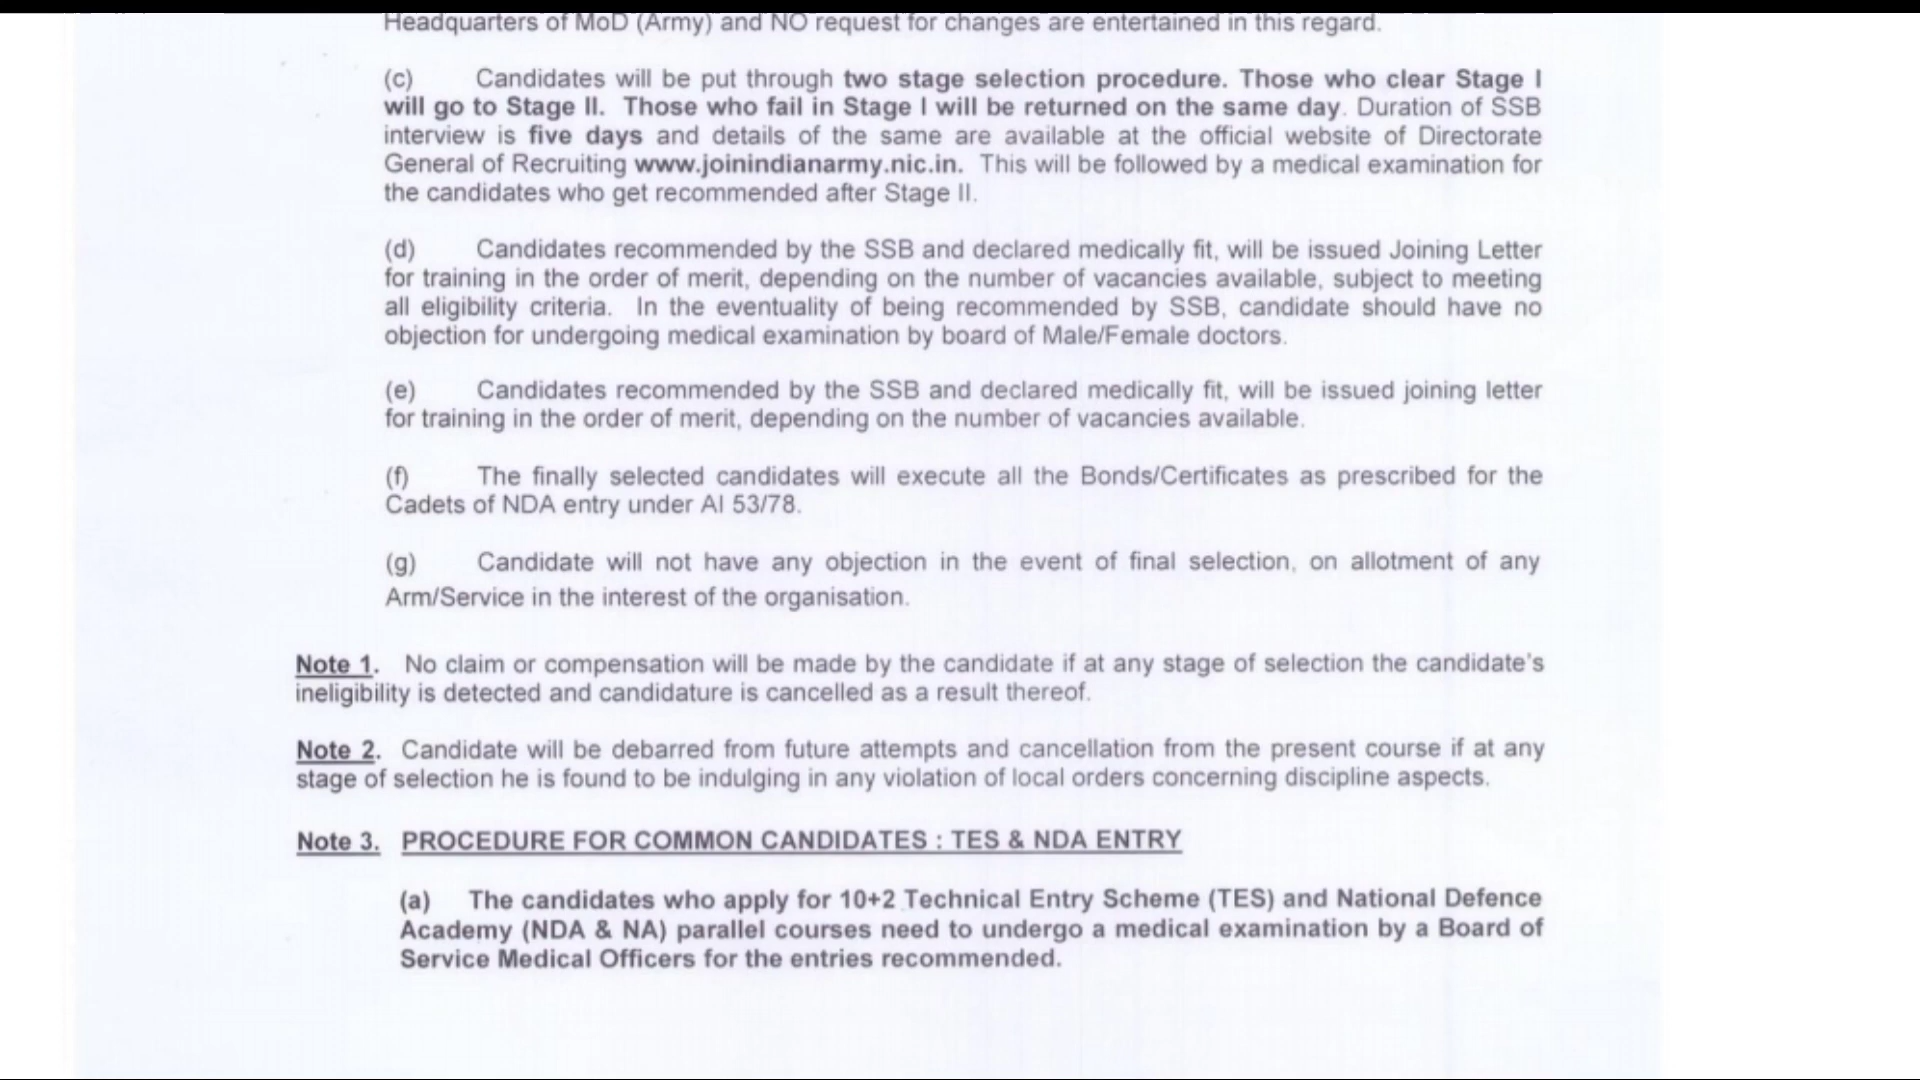 Headquarters of MoD (Army) and NO request for changes are entertained in this regard.
(c) Candidates will be put through two stage selection procedure. Those who clear Stage I
will go to Stage II. Those who fail in Stage I will be returned on the same day. Duration of SSB
interview is five days and details of the same are available at the official website of Directorate
General of Recruiting www.joinindianarmy.nic.in. This will be followed by a medical examination for
the candidates who get recommended after Stage II.
(d) Candidates recommended by the SSB and declared medically fit, will be issued Joining Letter
for training in the order of merit, depending on the number of vacancies available, subject to meeting
all eligibility criteria. In the eventuality of being recommended by SSB, candidate should have no
objection for undergoing medical examination by board of Male/Female doctors.
(e) Candidates recommended by the SSB and declared medically fit, will be issued joining letter
for training in the order of merit, depending on the number of vacancies available.
(f) The finally selected candidates will execute all the Bonds/Certificates as prescribed for the
Cadets of NDA entry under AI 53/78.
(g) Candidate will not have any objection in the event of final selection, on allotment of any
Arm/Service in the interest of the organisation.
Note 1. No claim or compensation will be made by the candidate if at any stage of selection the candidate's
ineligibility is detected and candidature is cancelled as a result thereof.
Note 2. Candidate will be debarred from future attempts and cancellation from the present course if at any
stage of selection he is found to be indulging in any violation of local orders concerning discipline aspects.
Note 3. PROCEDURE FOR COMMON CANDIDATES : TES & NDA ENTRY
(a) The candidates who apply for 10+2 Technical Entry Scheme (TES) and National Defence
Academy (NDA & NA) parallel courses need to undergo a medical examination by a Board of
Service Medical Officers for the entries recommended.